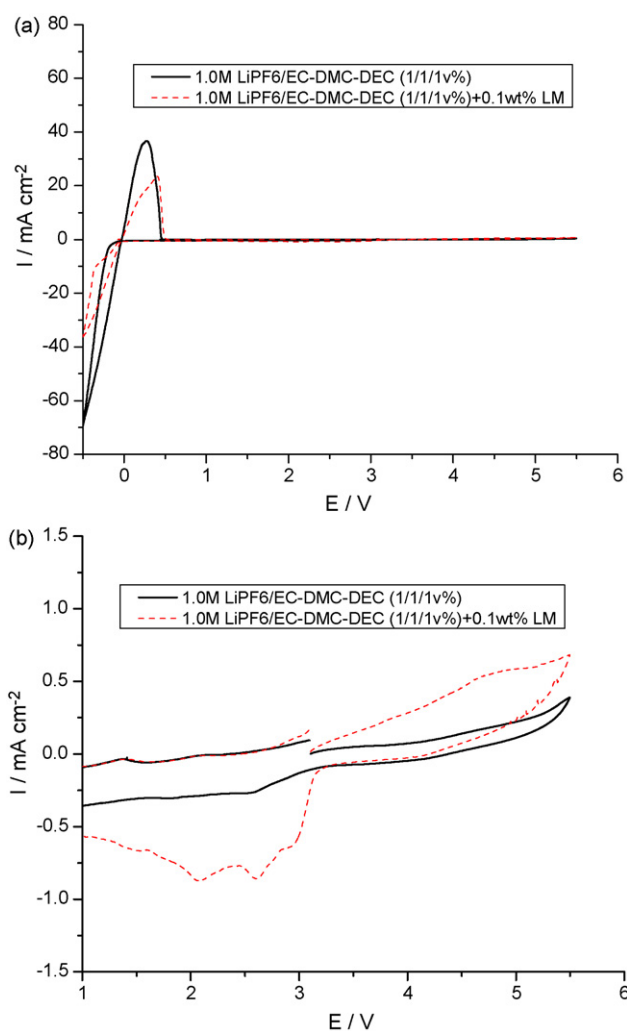 (a)
80
60
40
20
0
-20
-40
-60
-80
I / mA cm-2
1.0M LiPF6/EC-DMC-DEC (1/1/1v%)
1.0M LiPF6/EC-DMC-DEC (1/1/1v%)+0.1wt% LM
0 1 2 3 4 5 6
E / V
(b)
1.5
1.0
0.5
0.0
-0.5
-1.0
-1.5
I / mA cm-2
1.0M LiPF6/EC-DMC-DEC (1/1/1v%)
1.0M LiPF6/EC-DMC-DEC (1/1/1v%)+0.1wt% LM
1 2 3 4 5 6
E / V